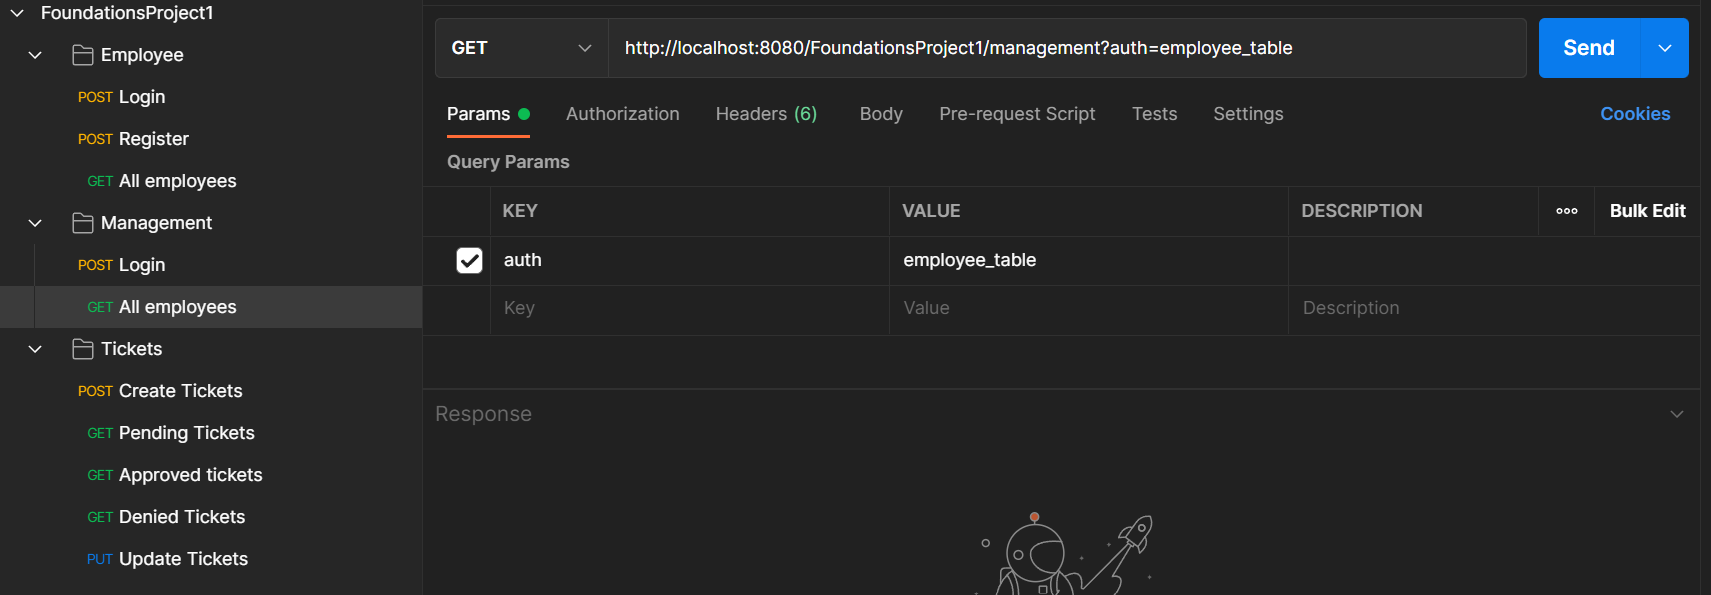 FoundationsProject1
Employee
POST Login
POST Register
GET All employees
Management
POST Login
GET All employees
Tickets
POST Create Tickets
GET Pending Tickets
GET Approved tickets
GET Denied Tickets
PUT Update Tickets
GET http://localhost:8080/FoundationsProject1/management?auth=employee_table Send
Params Authorization Headers (6) Body Pre-request Script Tests Settings Cookies
Query Params
KEY VALUE DESCRIPTION ooo Bulk Edit
auth employee_table
Key Value Description
Response